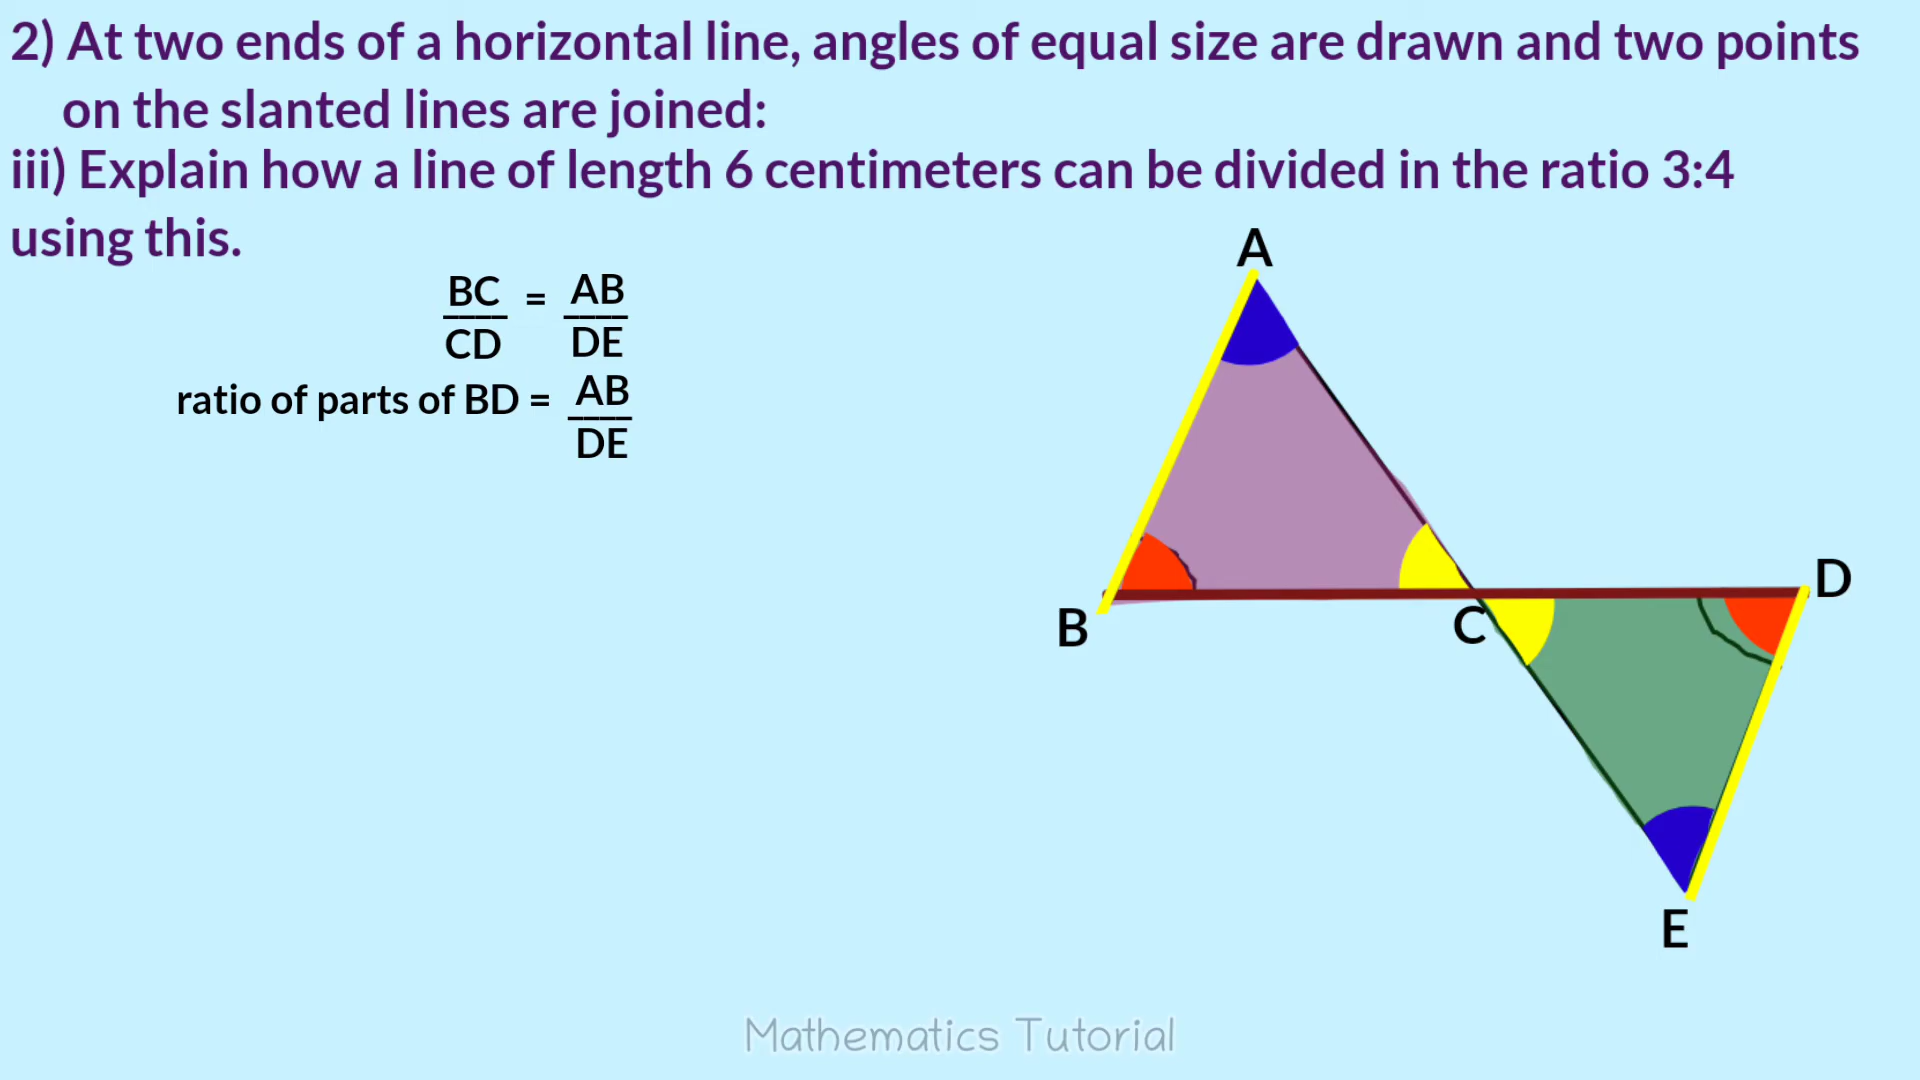 2) At two ends of a horizontal line, angles of equal size are drawn and two points
on the slanted lines are joined:
iii) Explain how a line of length 6 centimeters can be divided in the ratio 3:4
using this.
BC = AB
CD DE
ratio of parts of BD = AB
DE
A
B
C
D
E
Mathematics Tutorial